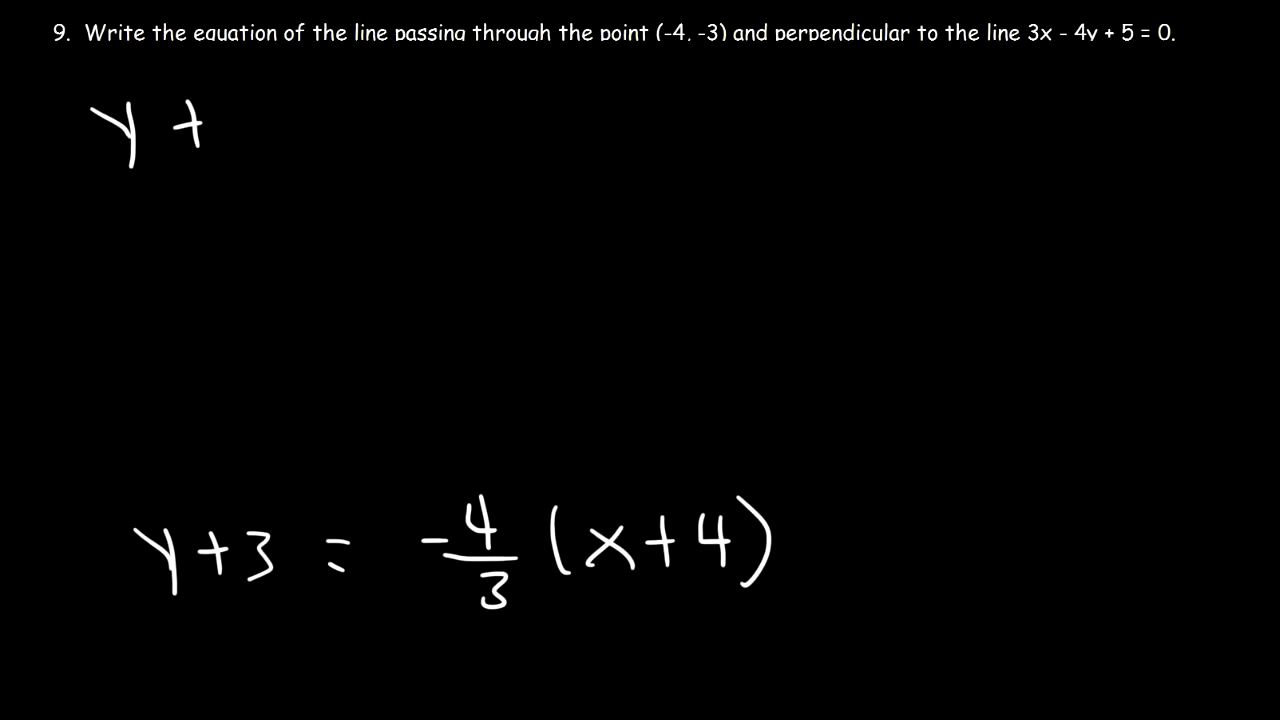 9. Write the equation of the line passing through the point (-4, -3) and perpendicular to the line 3x - 4y + 5 = 0.
y +
y + 3 = -4/3 (x + 4)